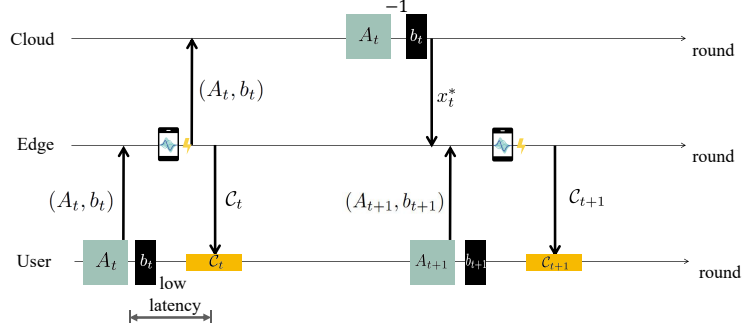 −1
Cloud
A_t
b_t
round
(A_t, b_t)
x_t^*
Edge
round
(A_t, b_t)
C_t
(A_{t+1}, b_{t+1})
C_{t+1}
User
A_t
b_t
C_t
A_{t+1}
b_{t+1}
C_{t+1}
round
low
latency